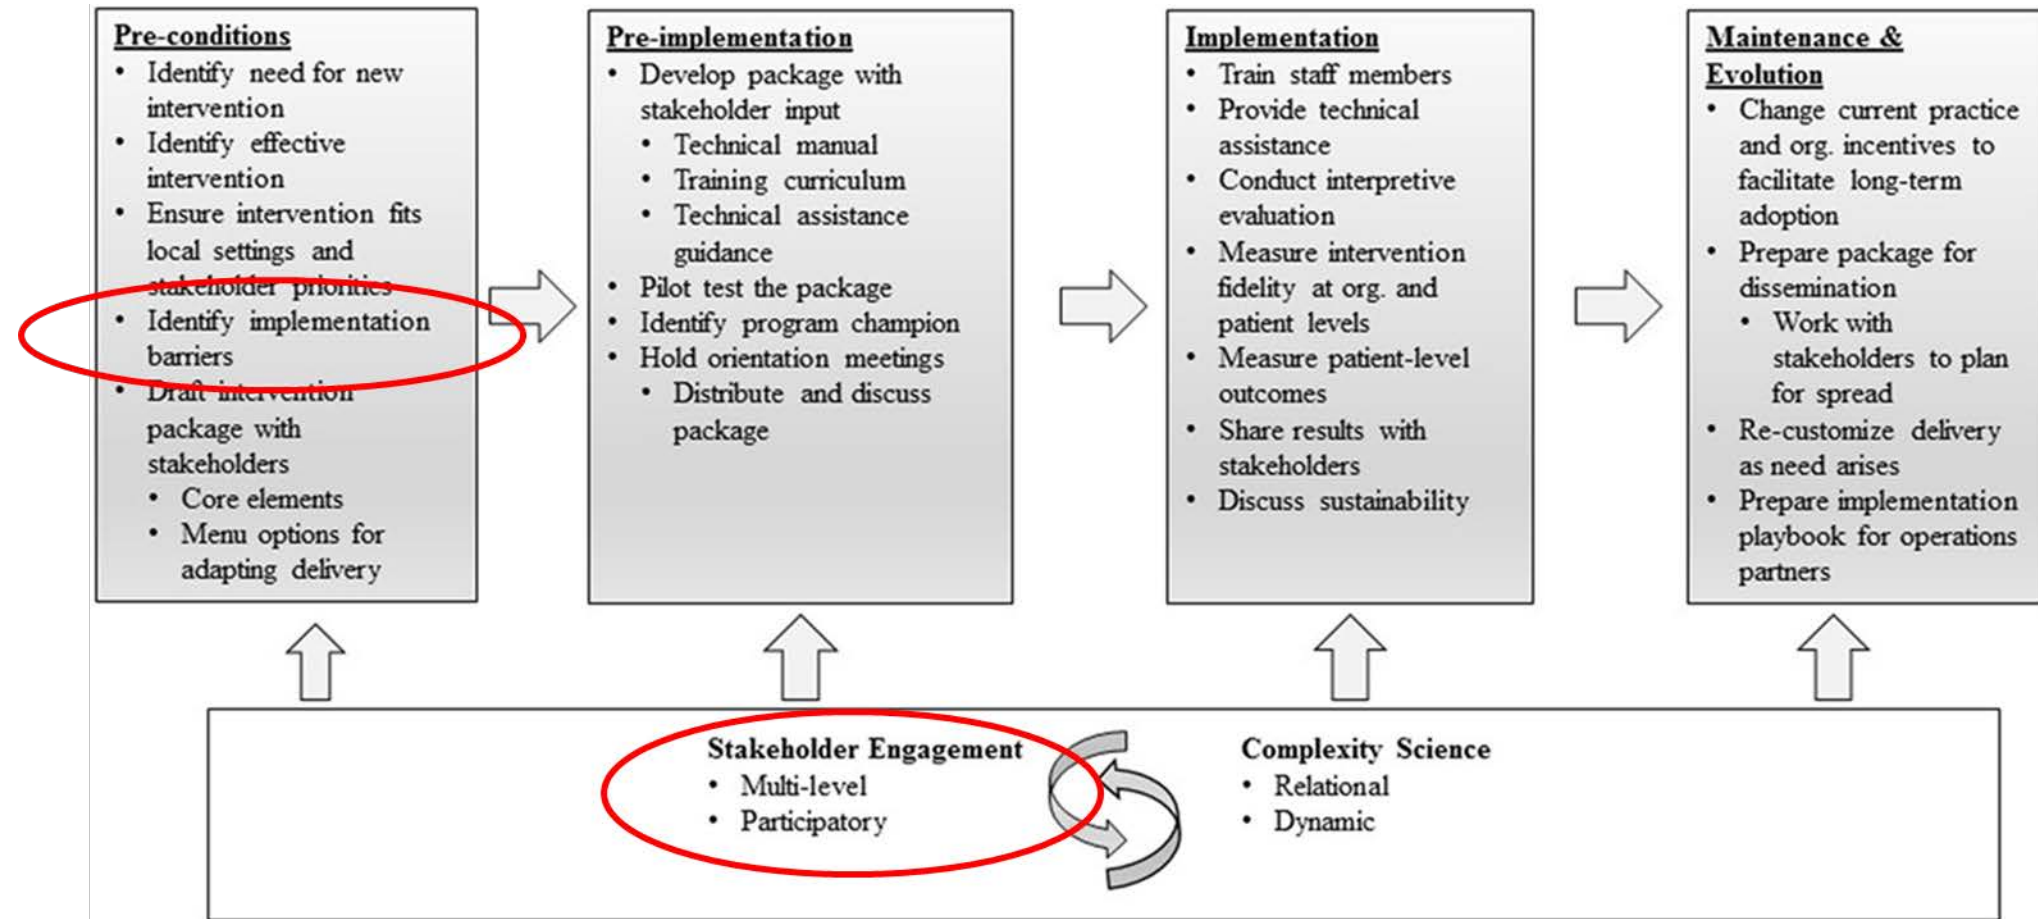 Pre-conditions
• Identify need for new
intervention
• Identify effective
intervention
• Ensure intervention fits
local settings and
stakeholder priorities
• Identify implementation
barriers
• Draft intervention
package with
stakeholders
• Core elements
• Menu options for
adapting delivery
Pre-implementation
• Develop package with
stakeholder input
• Technical manual
• Training curriculum
• Technical assistance
guidance
• Pilot test the package
• Identify program champion
• Hold orientation meetings
• Distribute and discuss
package
Implementation
• Train staff members
• Provide technical
assistance
• Conduct interpretive
evaluation
• Measure intervention
fidelity at org. and
patient levels
• Measure patient-level
outcomes
• Share results with
stakeholders
• Discuss sustainability
Maintenance &
Evolution
• Change current practice
and org. incentives to
facilitate long-term
adoption
• Prepare package for
dissemination
• Work with
stakeholders to plan
for spread
• Re-customize delivery
as need arises
• Prepare implementation
playbook for operations
partners
Stakeholder Engagement
• Multi-level
• Participatory
Complexity Science
• Relational
• Dynamic